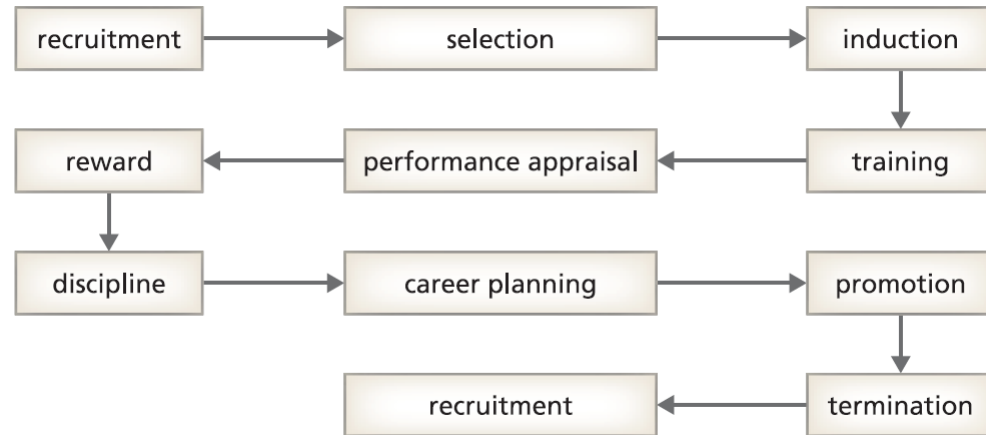 recruitment
selection
induction
reward
performance appraisal
training
discipline
career planning
promotion
recruitment
termination